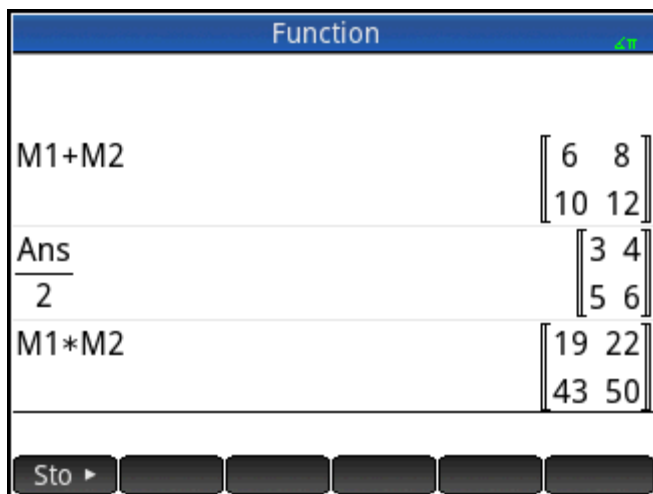 Function
∡π
M1+M2
[6 8]
[10 12]
Ans
2
[3 4]
[5 6]
M1*M2
[19 22]
[43 50]
Sto ►